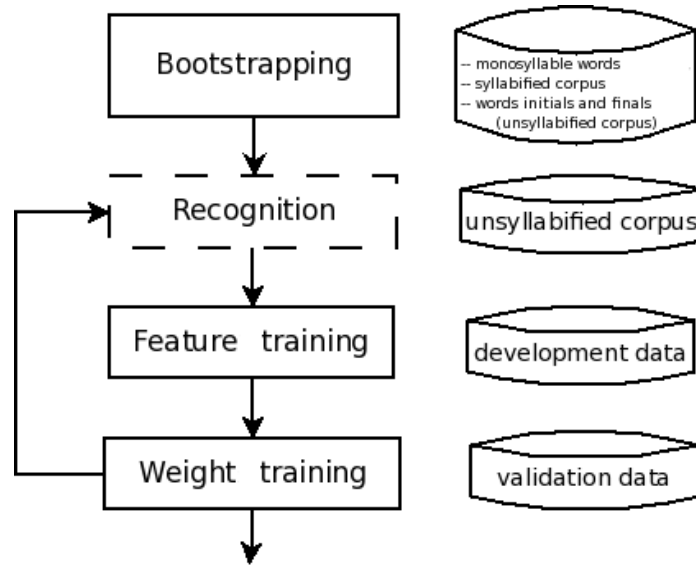 Bootstrapping
-- monosyllable words
-- syllabified corpus
-- words initials and finals
(unsyllabified corpus)
Recognition
unsyllabified corpus
Feature training
development data
Weight training
validation data